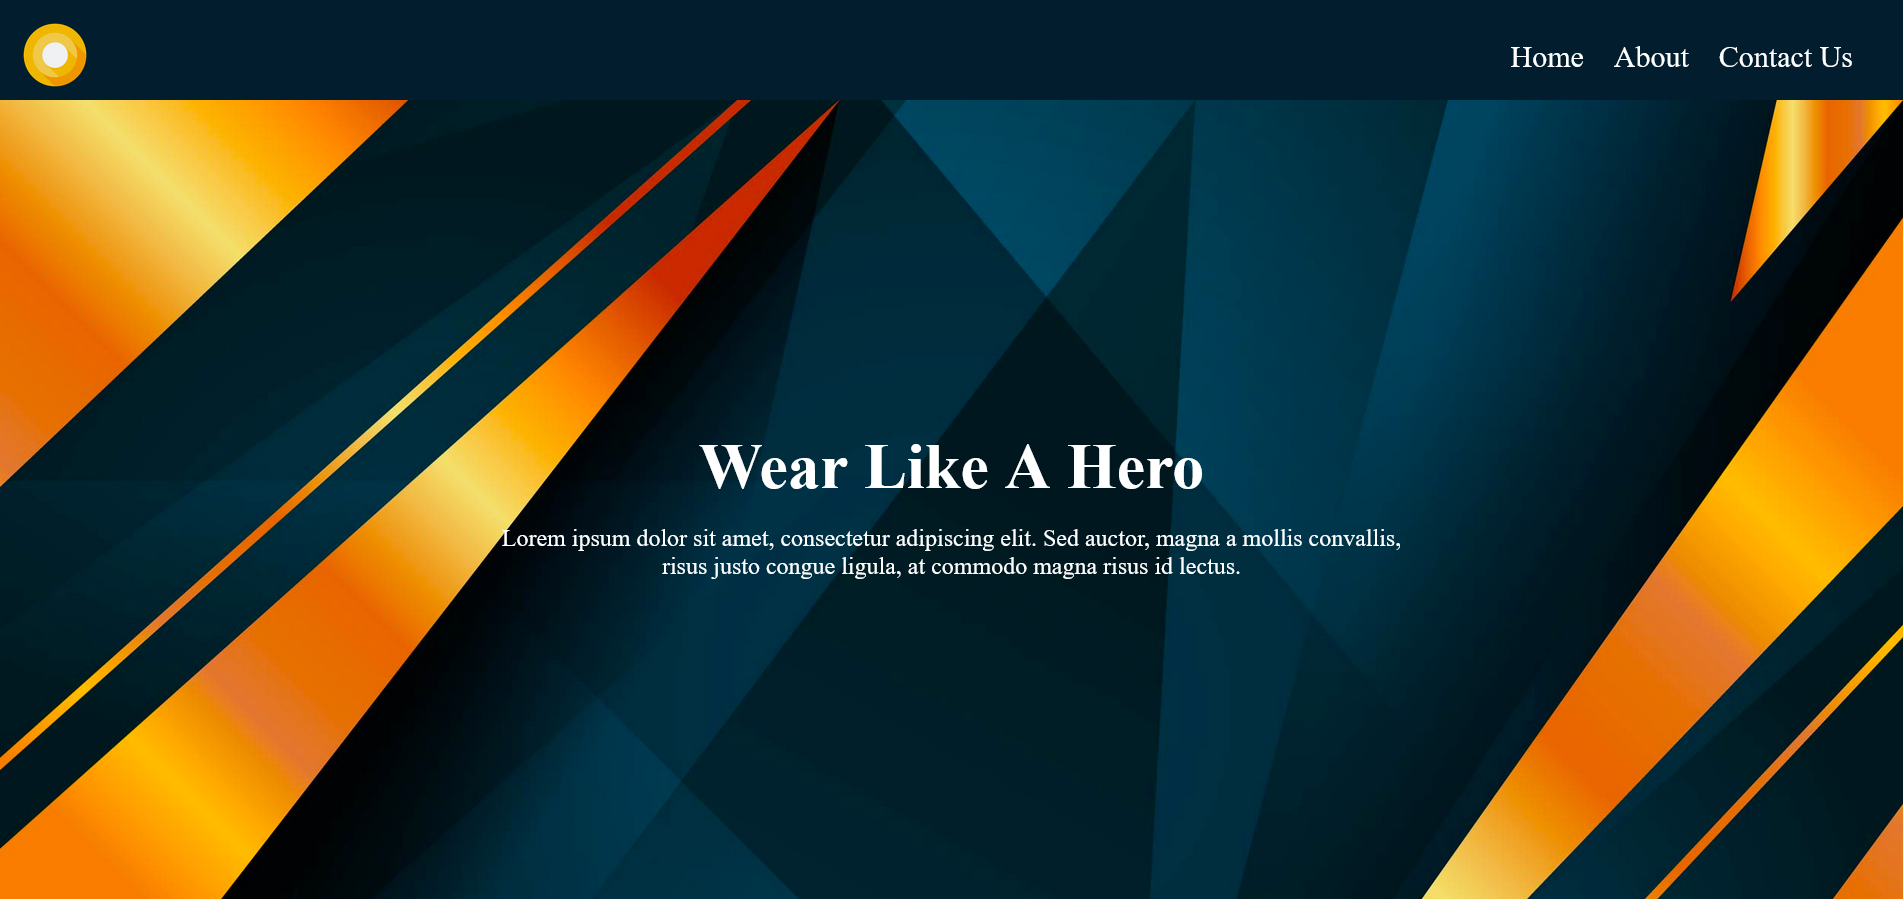 Home About Contact Us
Wear Like A Hero
Lorem ipsum dolor sit amet, consectetur adipiscing elit. Sed auctor, magna a mollis convallis,
risus justo congue ligula, at commodo magna risus id lectus.